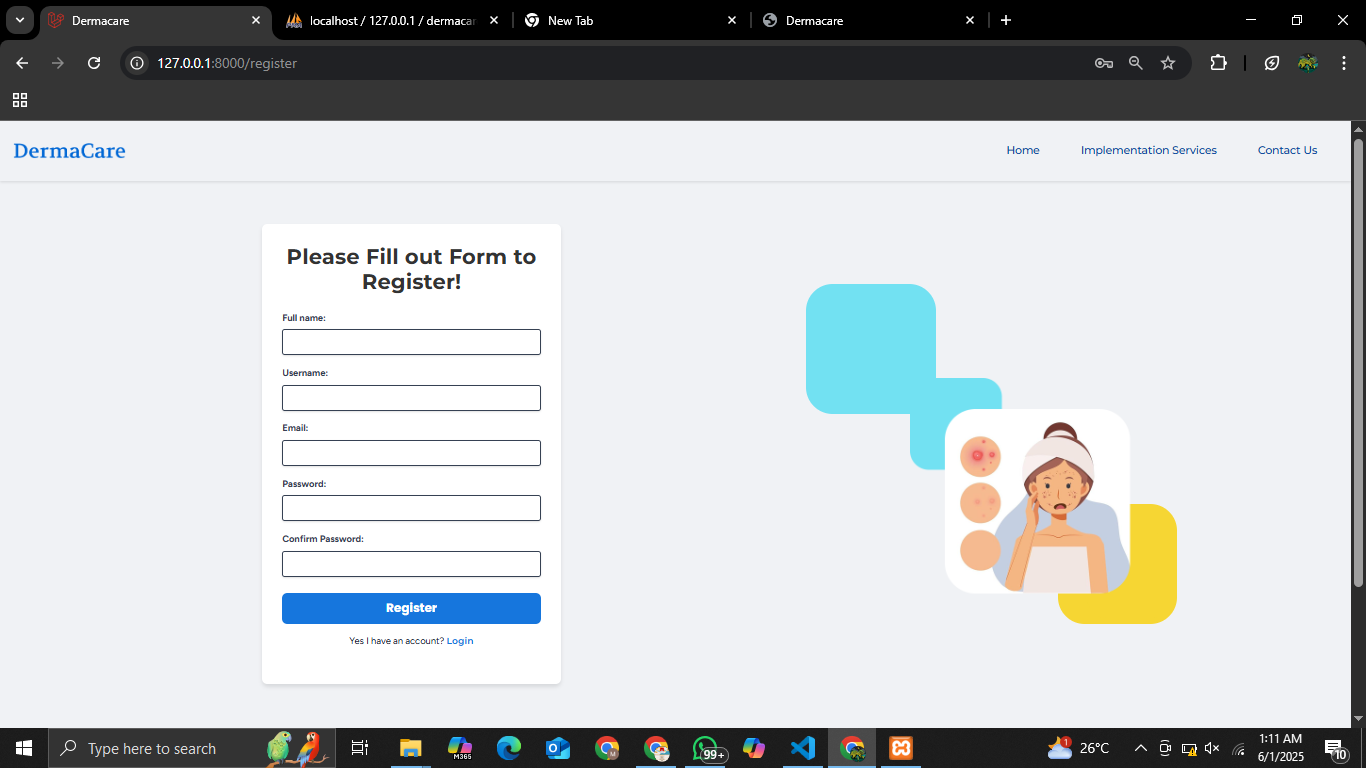 Dermacare
localhost / 127.0.0.1 / dermacar
New Tab
Dermacare
127.0.0.1:8000/register
DermaCare
Home
Implementation Services
Contact Us
Please Fill out Form to
Register!
Full name:
Username:
Email:
Password:
Confirm Password:
Register
Yes I have an account? Login
Type here to search
M365
M
99+
1
26°C
1:11 AM
6/1/2025
10